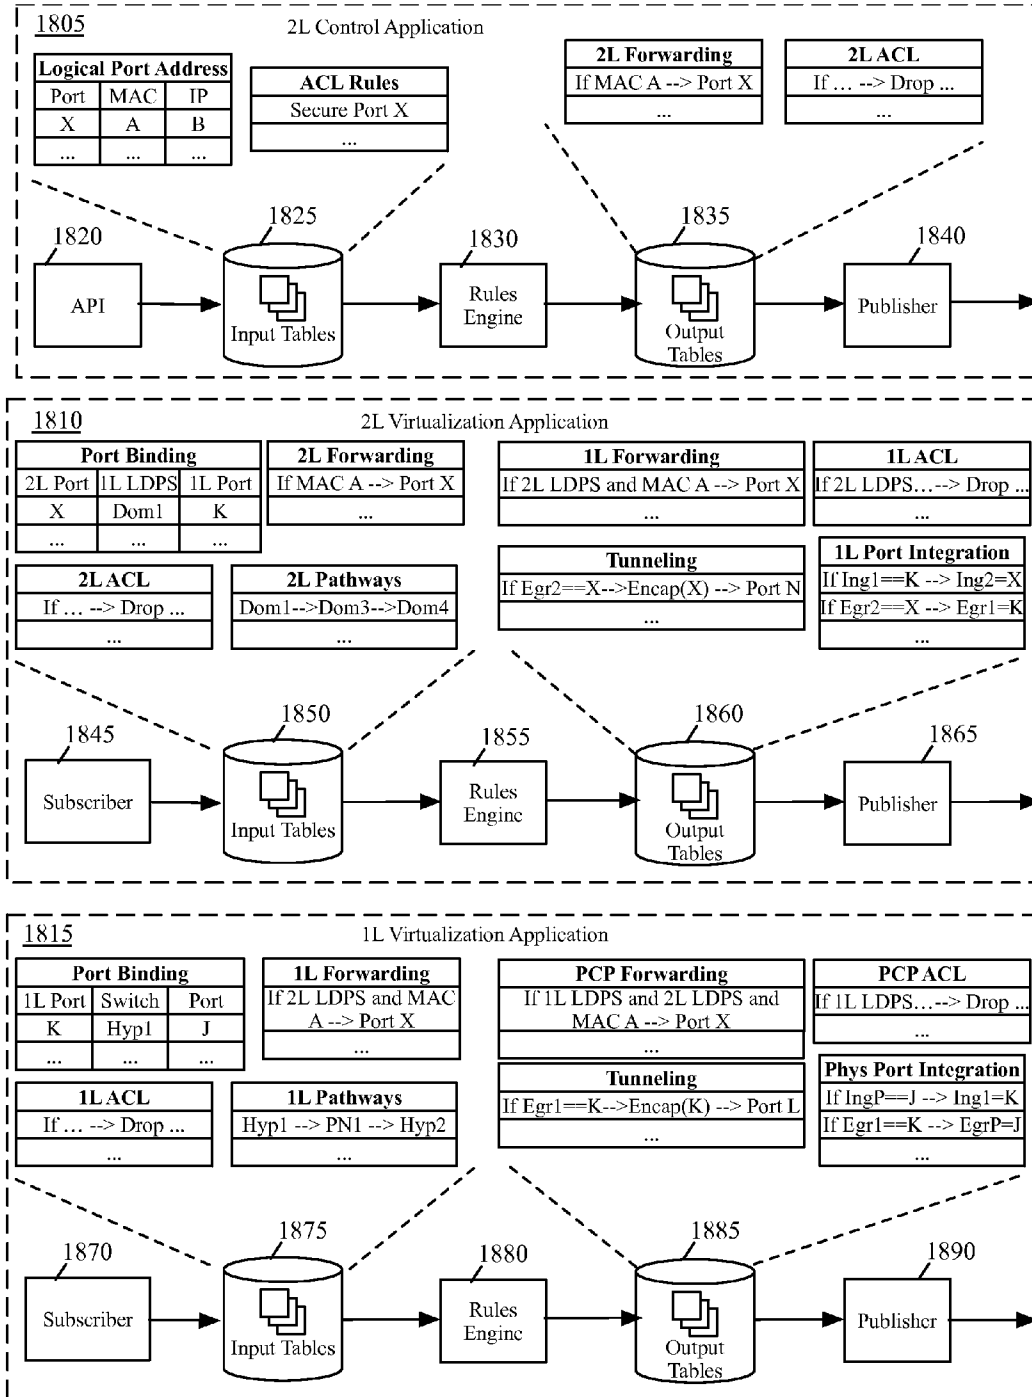 1805
2L Control Application
Logical Port Address
Port MAC IP
X A B
... ... ...
ACL Rules
Secure Port X
...
2L Forwarding
If MAC A --> Port X
...
2L ACL
If ... --> Drop ...
...
1820
API
1825
Input Tables
1830
Rules
Engine
1835
Output
Tables
1840
Publisher
1810
2L Virtualization Application
Port Binding
2L Port 1L LDPS 1L Port
X Dom1 K
... ... ...
2L Forwarding
If MAC A --> Port X
...
1L Forwarding
If 2L LDPS and MAC A --> Port X
...
1L ACL
If 2L LDPS...--> Drop ...
...
2L ACL
If ... --> Drop ...
...
2L Pathways
Dom1-->Dom3-->Dom4
...
Tunneling
If Egr2==X-->Encap(X) --> Port N
...
1L Port Integration
If Ing1==K --> Ing2=X
If Egr2==X --> Egr1=K
...
1845
Subscriber
1850
Input Tables
1855
Rules
Engine
1860
Output
Tables
1865
Publisher
1815
1L Virtualization Application
Port Binding
1L Port Switch Port
K Hyp1 J
... ... ...
1L Forwarding
If 2L LDPS and MAC
A --> Port X
...
PCP Forwarding
If 1L LDPS and 2L LDPS and
MAC A --> Port X
...
PCP ACL
If 1L LDPS...--> Drop ...
...
1L ACL
If ... --> Drop ...
...
1L Pathways
Hyp1 --> PN1 --> Hyp2
...
Tunneling
If Egr1==K-->Encap(K) --> Port L
...
Phys Port Integration
If IngP==J --> Ing1=K
If Egr1==K --> EgrP=J
...
1870
Subscriber
1875
Input Tables
1880
Rules
Engine
1885
Output
Tables
1890
Publisher